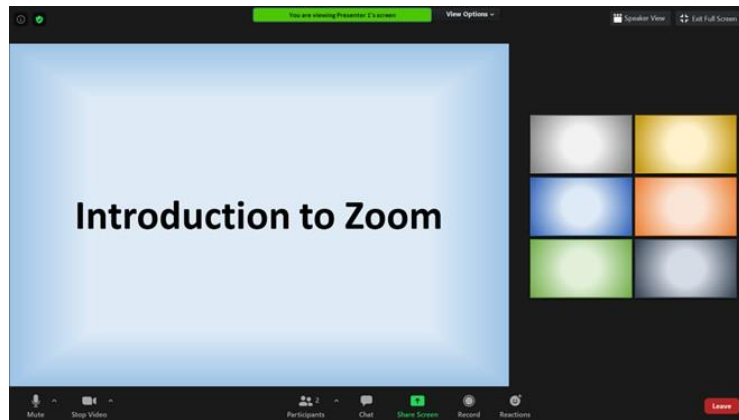 You are viewing Presenter 1's screen
View Options
Speaker View
Exit Full Screen
Introduction to Zoom
Mute
Stop Video
Participants
2
Chat
Share Screen
Record
Reactions
Leave